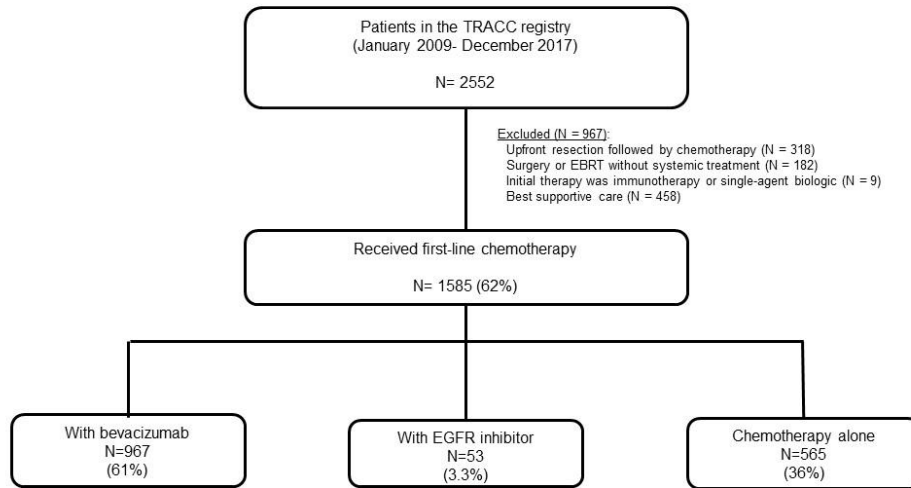 Patients in the TRACC registry
(January 2009- December 2017)
N= 2552
Excluded (N = 967):
Upfront resection followed by chemotherapy (N = 318)
Surgery or EBRT without systemic treatment (N = 182)
Initial therapy was immunotherapy or single-agent biologic (N = 9)
Best supportive care (N = 458)
Received first-line chemotherapy
N= 1585 (62%)
With bevacizumab
N=967
(61%)
With EGFR inhibitor
N=53
(3.3%)
Chemotherapy alone
N=565
(36%)